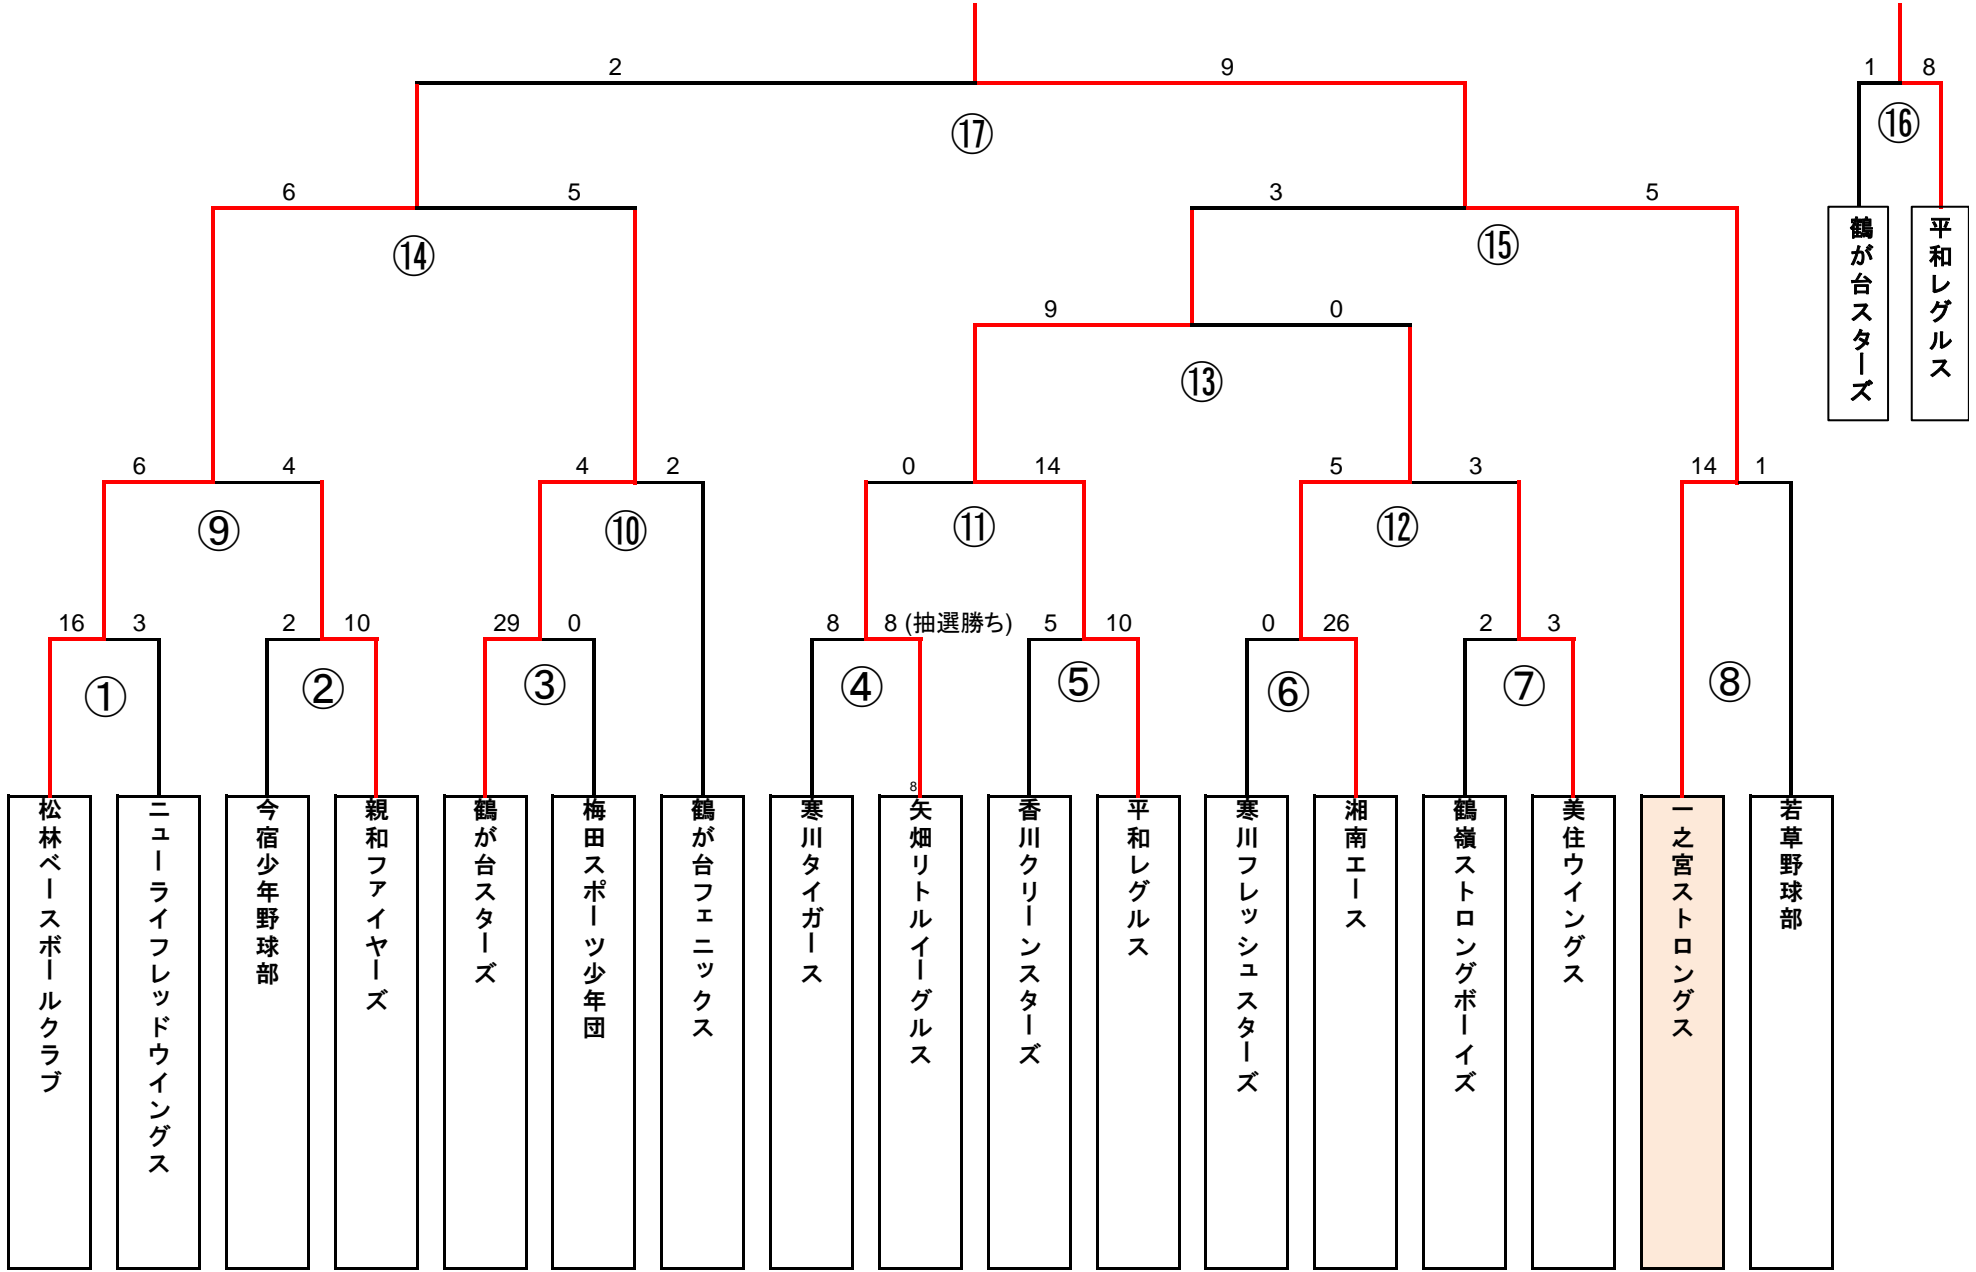 2 9 1 8
⑰ ⑯
6 5 3 5
⑭ ⑮
鶴が台スターズ
平和レグルス
9 0
⑬
6 4 4 2 0 14 5 3 14 1
⑨ ⑩ ⑪ ⑫
16 3 2 10 29 0 8 8 (抽選勝ち) 5 10 0 26 2 3
① ② ③ ④ ⑤ ⑥ ⑦ ⑧
8
松林ベースボールクラブ
ニューライフレッドウイングス
今宿少年野球部
親和ファイヤーズ
鶴が台スターズ
梅田スポーツ少年団
鶴が台フェニックス
寒川タイガース
矢畑リトルイーグルス
香川クリーンスターズ
平和レグルス
寒川フレッシュスターズ
湘南エース
鶴嶺ストロングボーイズ
美住ウイングス
一之宮ストロングス
若草野球部